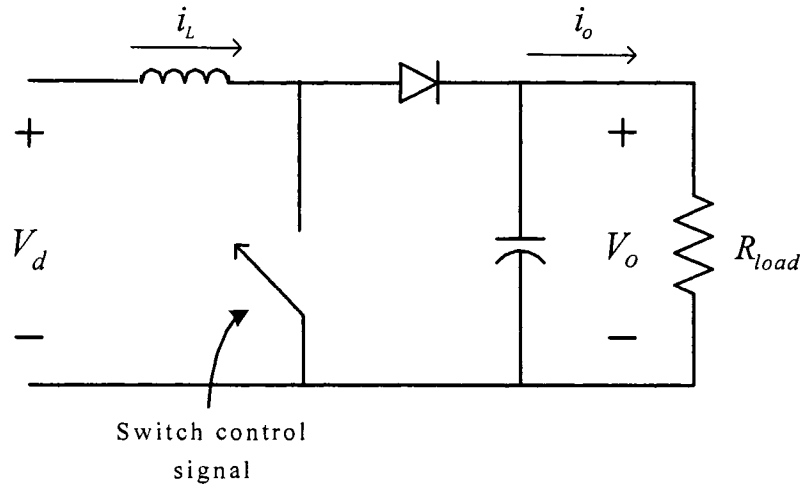 i_L
i_o
+
+
V_d
V_o
R_load
−
−
Switch control
signal